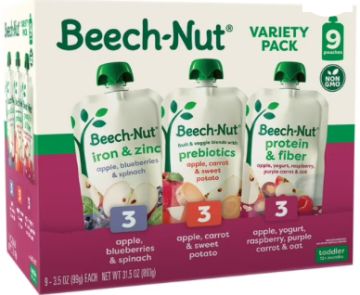 Beech-Nut®
VARIETY
PACK
9
pouches
NON
GMO
Beech-Nut
iron & zinc
apple, blueberries
& spinach
Beech-Nut
fruit & veggie blends with
prebiotics
apple, carrot
& sweet
potato
Beech-Nut
protein
& fiber
apple, yogurt, raspberry,
purple carrot & oat
3
apple,
blueberries
& spinach
3
apple, carrot
& sweet
potato
3
apple, yogurt,
raspberry, purple
carrot & oat
9 - 3.5 OZ (99g) EACH NET WT 31.5 OZ (891g)
toddler
12+ months